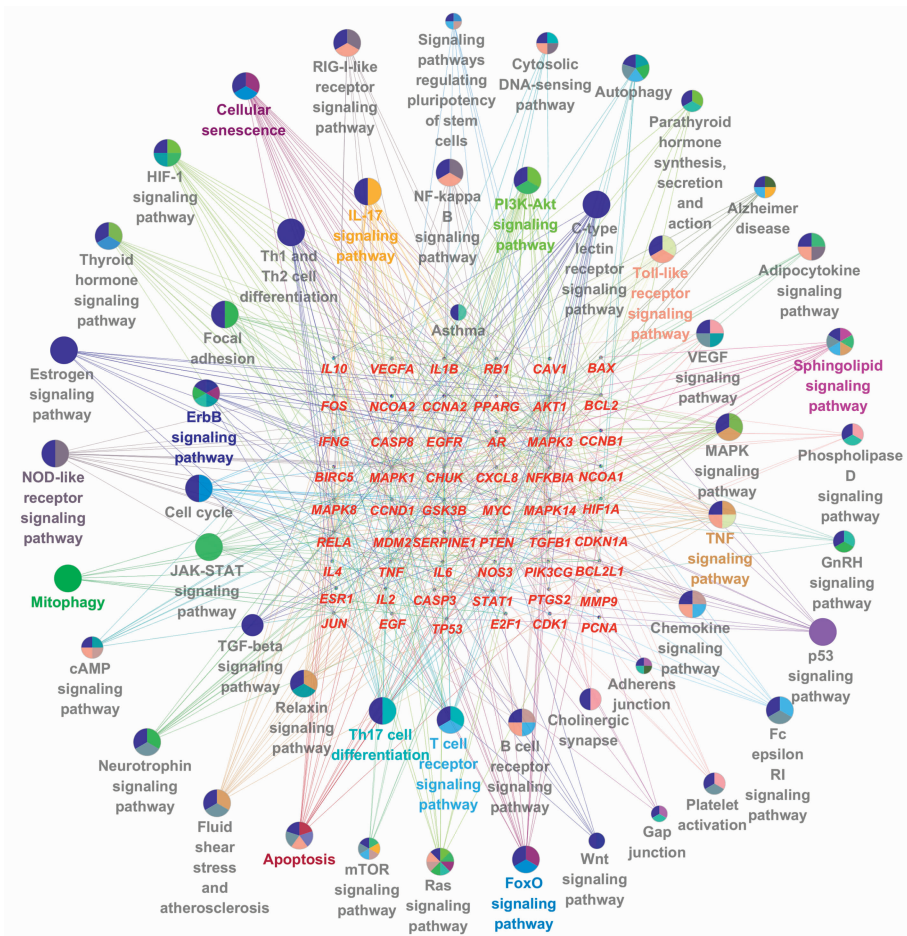 RIG-I-like
receptor
signaling
pathway
Signaling
pathways
regulating
pluripotency
of stem
cells
Cytosolic
DNA-sensing
pathway
Autophagy
Parathyroid
hormone
synthesis,
secretion
and
action
Cellular
senescence
HIF-1
signaling
pathway
IL-17
signaling
pathway
NF-kappa
B
signaling
pathway
PI3K-Akt
signaling
pathway
C-type
lectin
receptor
signaling
pathway
Alzheimer
disease
Thyroid
hormone
signaling
pathway
Th1 and
Th2 cell
differentiation
Toll-like
receptor
signaling
pathway
Adipocytokine
signaling
pathway
Focal
adhesion
Asthma
VEGF
signaling
pathway
Sphingolipid
signaling
pathway
Estrogen
signaling
pathway
ErbB
signaling
pathway
IL10 VEGFA IL1B RB1 CAV1 BAX
FOS NCOA2 CCNA2 PPARG AKT1 BCL2
IFNG CASP8 EGFR AR MAPK3 CCNB1
BIRC5 MAPK1 CHUK CXCL8 NFKBIA NCOA1
MAPK8 CCND1 GSK3B MYC MAPK14 HIF1A
RELA MDM2 SERPINE1 PTEN TGFB1 CDKN1A
IL4 TNF IL6 NOS3 PIK3CG BCL2L1
ESR1 IL2 CASP3 STAT1 PTGS2 MMP9
JUN EGF TP53 E2F1 CDK1 PCNA
MAPK
signaling
pathway
Phospholipase
D
signaling
pathway
NOD-like
receptor
signaling
pathway
Cell cycle
TNF
signaling
pathway
GnRH
signaling
pathway
JAK-STAT
signaling
pathway
Mitophagy
TGF-beta
signaling
pathway
Chemokine
signaling
pathway
p53
signaling
pathway
cAMP
signaling
pathway
Relaxin
signaling
pathway
Adherens
junction
Th17 cell
differentiation
T cell
receptor
signaling
pathway
B cell
receptor
signaling
pathway
Cholinergic
synapse
Fc
epsilon
RI
signaling
pathway
Neurotrophin
signaling
pathway
Fluid
shear
stress
and
atherosclerosis
Platelet
activation
Gap
junction
Apoptosis
mTOR
signaling
pathway
Ras
signaling
pathway
FoxO
signaling
pathway
Wnt
signaling
pathway